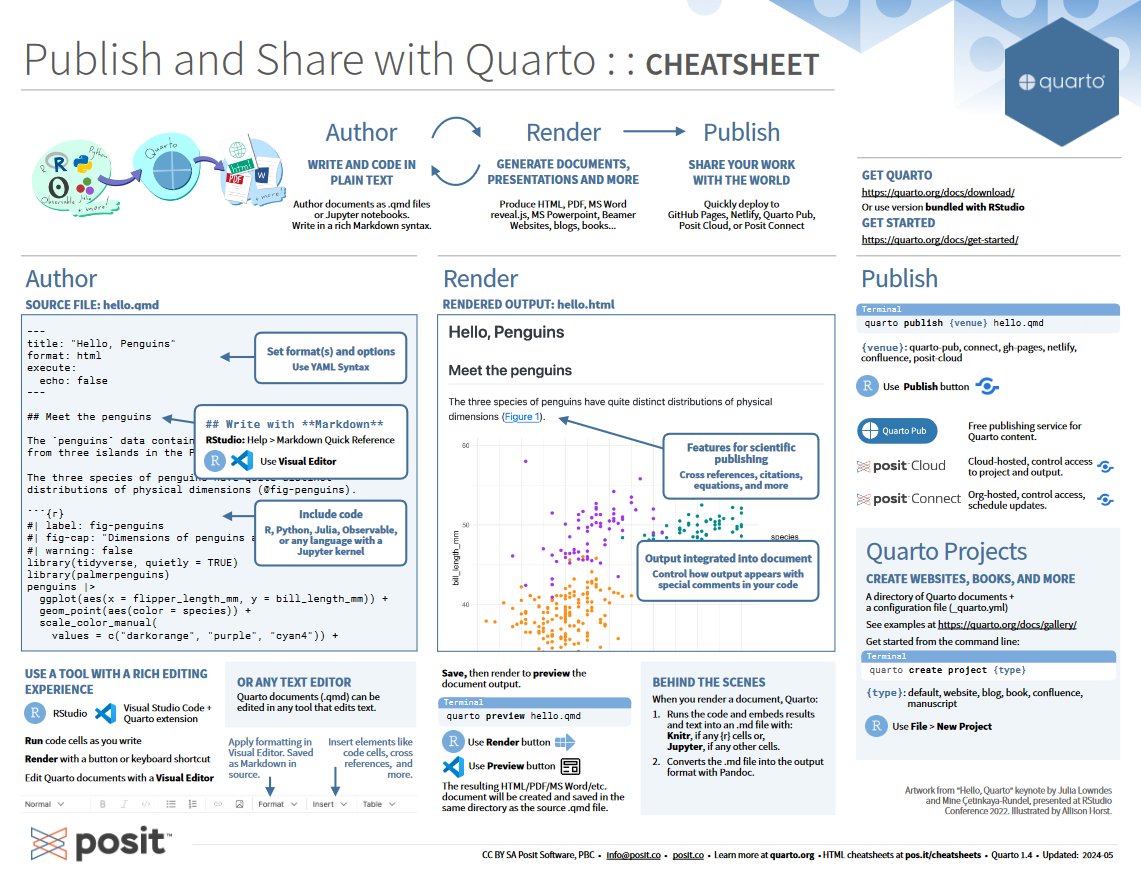 Publish and Share with Quarto : : CHEATSHEET
quarto
Python
R
Observable
Julia
+ more!
Quarto
html
PDF
W
+ more!
Author
WRITE AND CODE IN
PLAIN TEXT
Author documents as .qmd files
or Jupyter notebooks.
Write in a rich Markdown syntax.
Render
GENERATE DOCUMENTS,
PRESENTATIONS AND MORE
Produce HTML, PDF, MS Word
reveal.js, MS Powerpoint, Beamer
Websites, blogs, books...
Publish
SHARE YOUR WORK
WITH THE WORLD
Quickly deploy to
GitHub Pages, Netlify, Quarto Pub,
Posit Cloud, or Posit Connect
GET QUARTO
https://quarto.org/docs/download/
Or use version bundled with RStudio
GET STARTED
https://quarto.org/docs/get-started/
Author
SOURCE FILE: hello.qmd
---
title: "Hello, Penguins"
format: html
execute:
  echo: false
---
Set format(s) and options
Use YAML Syntax
## Meet the penguins
The `penguins` data contain
from three islands in the P
The three species of penguins have quite distinct
distributions of physical dimensions (@fig-penguins).
## Write with **Markdown**
RStudio: Help > Markdown Quick Reference
R Use Visual Editor
```{r}
#| label: fig-penguins
#| fig-cap: "Dimensions of penguins a
#| warning: false
library(tidyverse, quietly = TRUE)
library(palmerpenguins)
penguins |>
  ggplot(aes(x = flipper_length_mm, y = bill_length_mm)) +
  geom_point(aes(color = species)) +
  scale_color_manual(
    values = c("darkorange", "purple", "cyan4")) +
Include code
R, Python, Julia, Observable,
or any language with a
Jupyter kernel
USE A TOOL WITH A RICH EDITING
EXPERIENCE
R RStudio
Visual Studio Code +
Quarto extension
Run code cells as you write
Render with a button or keyboard shortcut
Edit Quarto documents with a Visual Editor
OR ANY TEXT EDITOR
Quarto documents (.qmd) can be
edited in any tool that edits text.
Apply formatting in
Visual Editor. Saved
as Markdown in
source.
Insert elements like
code cells, cross
references, and
more.
Normal B I </> Format Insert Table
Render
RENDERED OUTPUT: hello.html
Hello, Penguins
Meet the penguins
The three species of penguins have quite distinct distributions of physical
dimensions (Figure 1).
Features for scientific
publishing
Cross references, citations,
equations, and more
60
50
40
bill_length_mm
species
Output integrated into document
Control how output appears with
special comments in your code
Save, then render to preview the
document output.
Terminal
quarto preview hello.qmd
R Use Render button
Use Preview button
The resulting HTML/PDF/MS Word/etc.
document will be created and saved in the
same directory as the source .qmd file.
BEHIND THE SCENES
When you render a document, Quarto:
1. Runs the code and embeds results
and text into an .md file with:
Knitr, if any {r} cells or,
Jupyter, if any other cells.
2. Converts the .md file into the output
format with Pandoc.
Publish
Terminal
quarto publish {venue} hello.qmd
{venue}: quarto-pub, connect, gh-pages, netlify,
confluence, posit-cloud
R Use Publish button
Quarto Pub
Free publishing service for
Quarto content.
posit Cloud
Cloud-hosted, control access
to project and output.
posit Connect
Org-hosted, control access,
schedule updates.
Quarto Projects
CREATE WEBSITES, BOOKS, AND MORE
A directory of Quarto documents +
a configuration file (_quarto.yml)
See examples at https://quarto.org/docs/gallery/
Get started from the command line:
Terminal
quarto create project {type}
{type}: default, website, blog, book, confluence,
manuscript
R Use File > New Project
Artwork from "Hello, Quarto" keynote by Julia Lowndes
and Mine Çetinkaya-Rundel, presented at RStudio
Conference 2022. Illustrated by Allison Horst.
posit™
CC BY SA Posit Software, PBC • info@posit.co • posit.co • Learn more at quarto.org • HTML cheatsheets at pos.it/cheatsheets • Quarto 1.4 • Updated: 2024-05